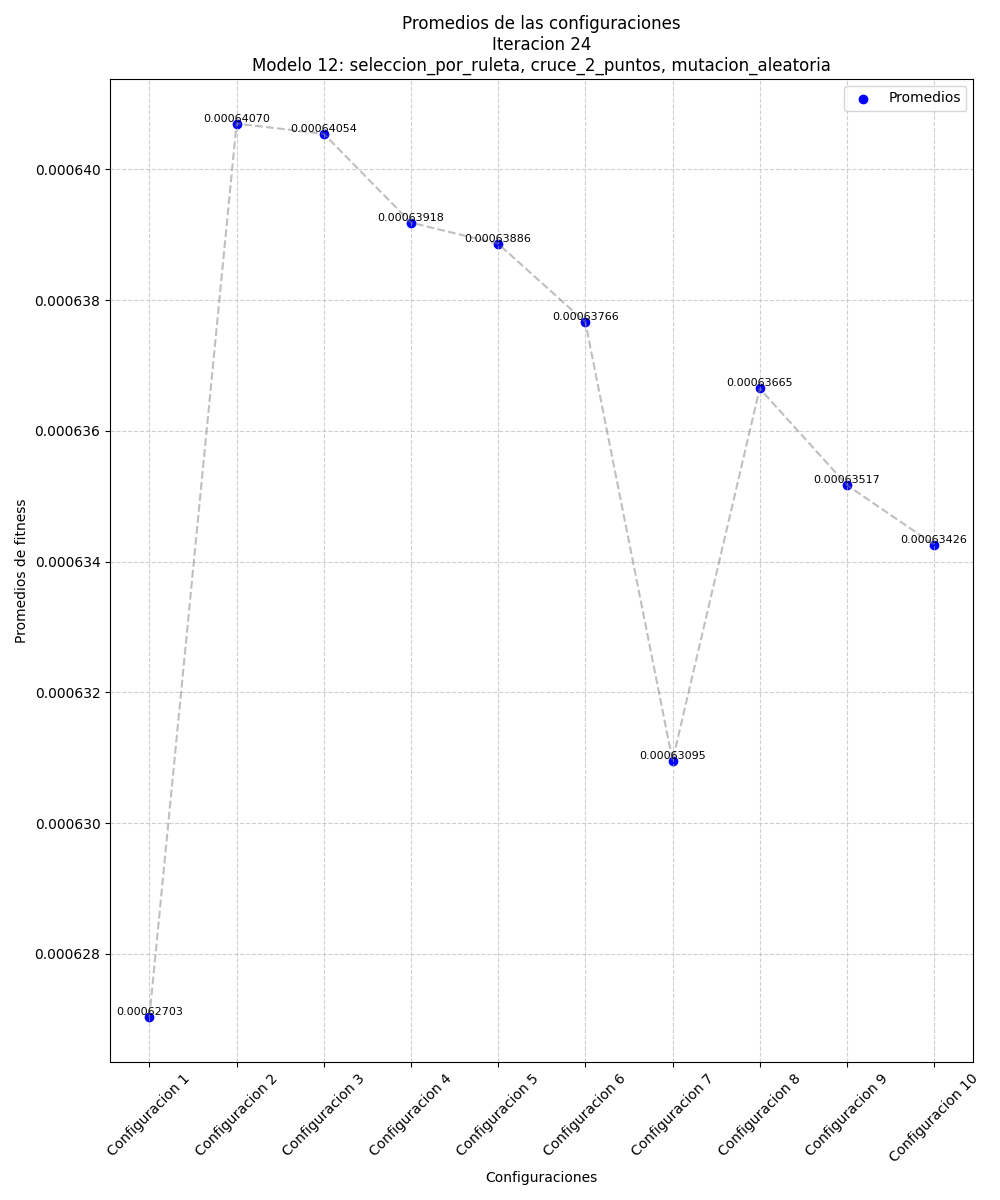 Promedios de las configuraciones
Iteracion 24
Modelo 12: seleccion_por_ruleta, cruce_2_puntos, mutacion_aleatoria
Promedios
0.00064070
0.00064054
0.000640
0.00063918
0.00063886
0.000638
0.00063766
0.00063665
0.000636
0.00063517
0.00063426
0.000634
Promedios de fitness
0.000632
0.00063095
0.000630
0.000628
0.00062703
Configuracion 1
Configuracion 2
Configuracion 3
Configuracion 4
Configuracion 5
Configuracion 6
Configuracion 7
Configuracion 8
Configuracion 9
Configuracion 10
Configuraciones